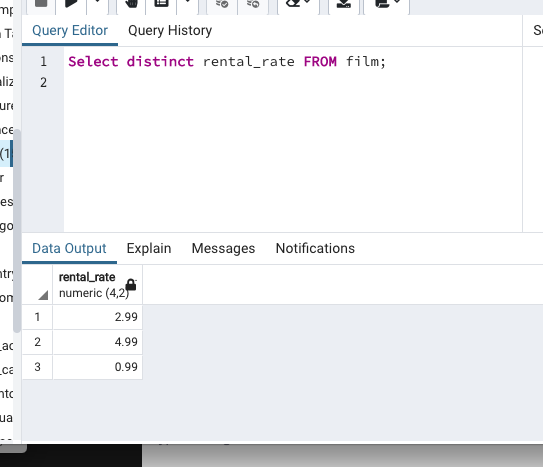 Query Editor Query History
1 Select distinct rental_rate FROM film;
2
Data Output Explain Messages Notifications
rental_rate
numeric (4,2)
1 2.99
2 4.99
3 0.99